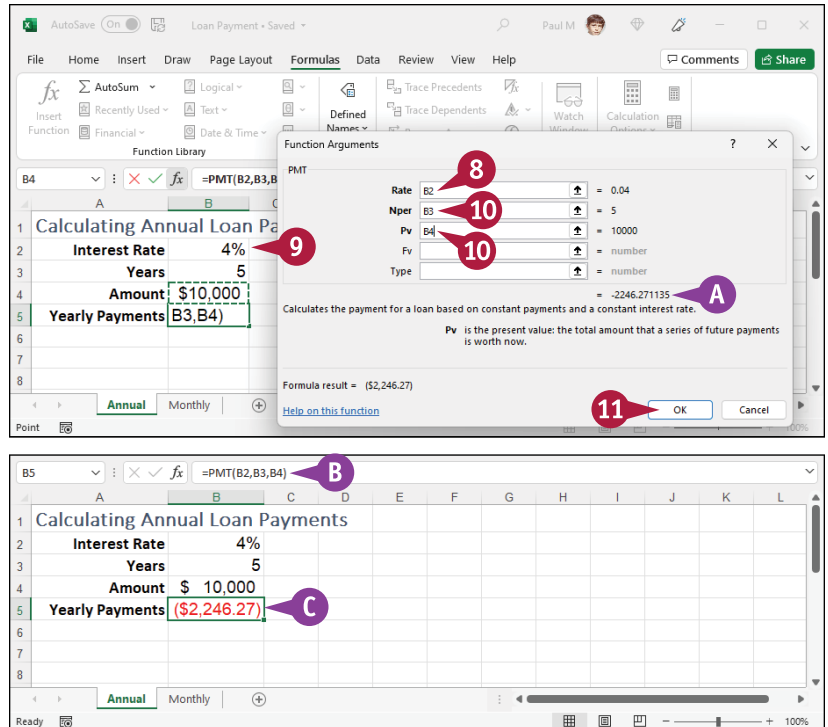 AutoSave On Loan Payment • Saved Paul M
File Home Insert Draw Page Layout Formulas Data Review View Help Comments Share
fx Insert Function
AutoSum
Recently Used
Financial
Logical
Text
Date & Time
Function Library
Defined Names
Trace Precedents
Trace Dependents
fx
Watch Window
Calculation Options
B4 fx =PMT(B2,B3,B
A B C
1 Calculating Annual Loan Pa
2 Interest Rate 4% 9
3 Years 5
4 Amount $10,000
5 Yearly Payments B3,B4)
6
7
8
Annual Monthly
Point 100%
Function Arguments ? ×
PMT
Rate B2 8 = 0.04
Nper B3 10 = 5
Pv B4 10 = 10000
Fv = number
Type = number
= -2246.271135 A
Calculates the payment for a loan based on constant payments and a constant interest rate.
Pv is the present value: the total amount that a series of future payments
is worth now.
Formula result = ($2,246.27)
Help on this function 11 OK Cancel
B5 fx =PMT(B2,B3,B4) B
A B C D E F G H I J K L
1 Calculating Annual Loan Payments
2 Interest Rate 4%
3 Years 5
4 Amount $ 10,000
5 Yearly Payments ($2,246.27) C
6
7
8
Annual Monthly
Ready 100%